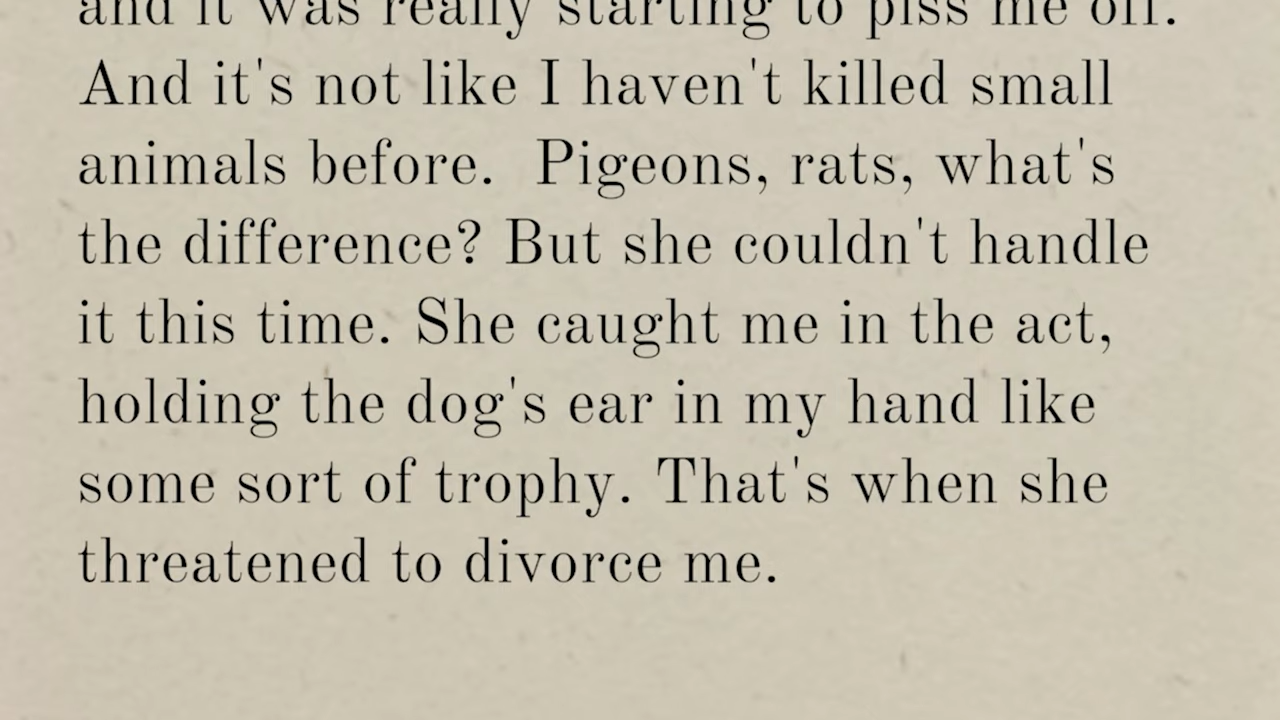 and it was really starting to piss me off.
And it's not like I haven't killed small
animals before.  Pigeons, rats, what's
the difference? But she couldn't handle
it this time. She caught me in the act,
holding the dog's ear in my hand like
some sort of trophy. That's when she
threatened to divorce me.